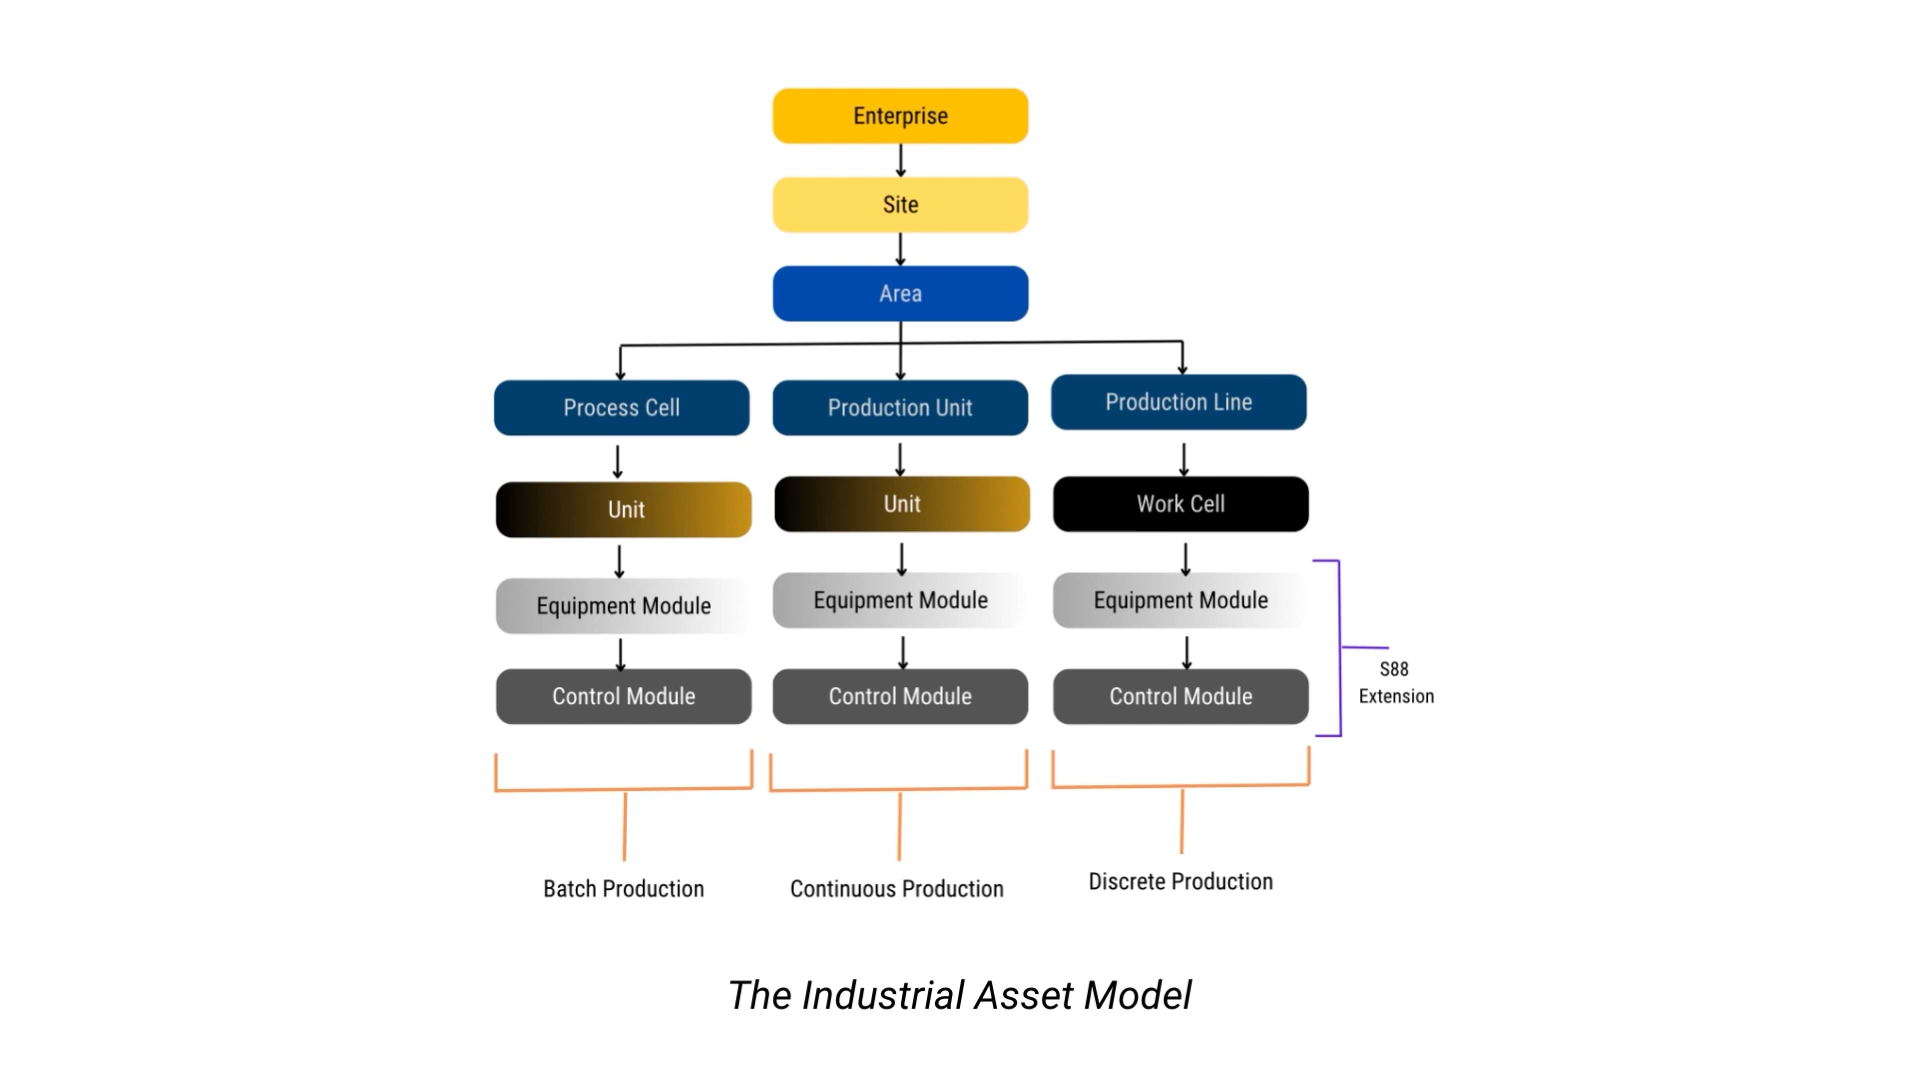 Enterprise
Site
Area
Process Cell
Production Unit
Production Line
Unit
Unit
Work Cell
Equipment Module
Equipment Module
Equipment Module
S88
Extension
Control Module
Control Module
Control Module
Batch Production
Continuous Production
Discrete Production
The Industrial Asset Model